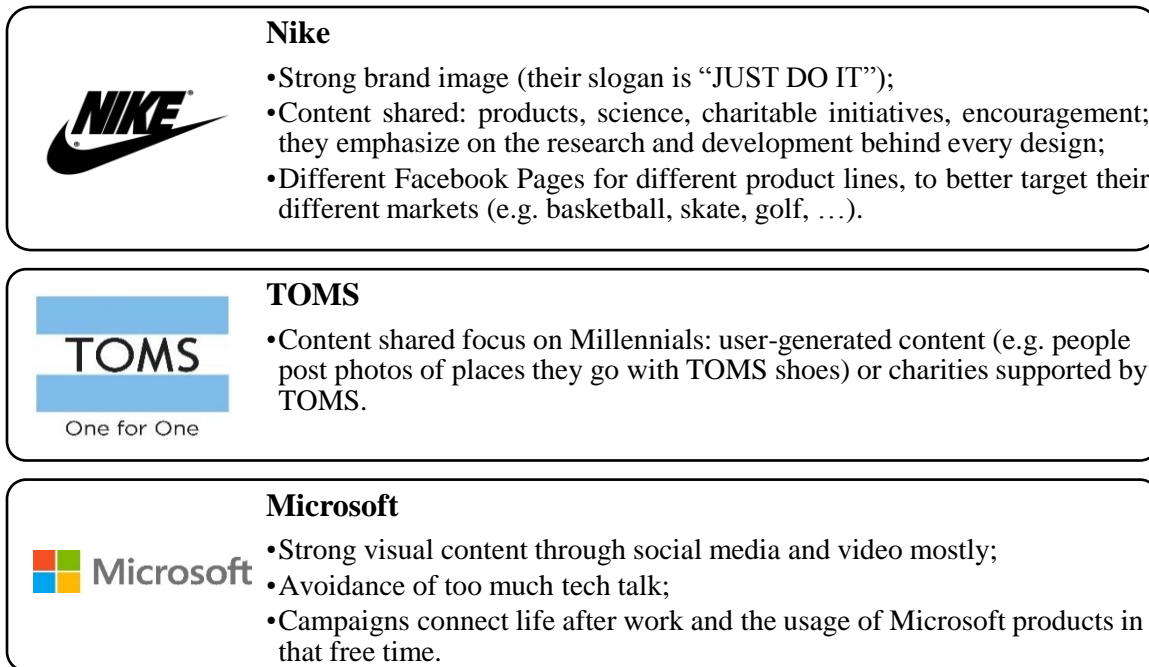 Nike
NIKE
•Strong brand image (their slogan is “JUST DO IT”);
•Content shared: products, science, charitable initiatives, encouragement;
they emphasize on the research and development behind every design;
•Different Facebook Pages for different product lines, to better target their
different markets (e.g. basketball, skate, golf, …).
TOMS
TOMS
One for One
•Content shared focus on Millennials: user-generated content (e.g. people
post photos of places they go with TOMS shoes) or charities supported by
TOMS.
Microsoft
Microsoft
•Strong visual content through social media and video mostly;
•Avoidance of too much tech talk;
•Campaigns connect life after work and the usage of Microsoft products in
that free time.